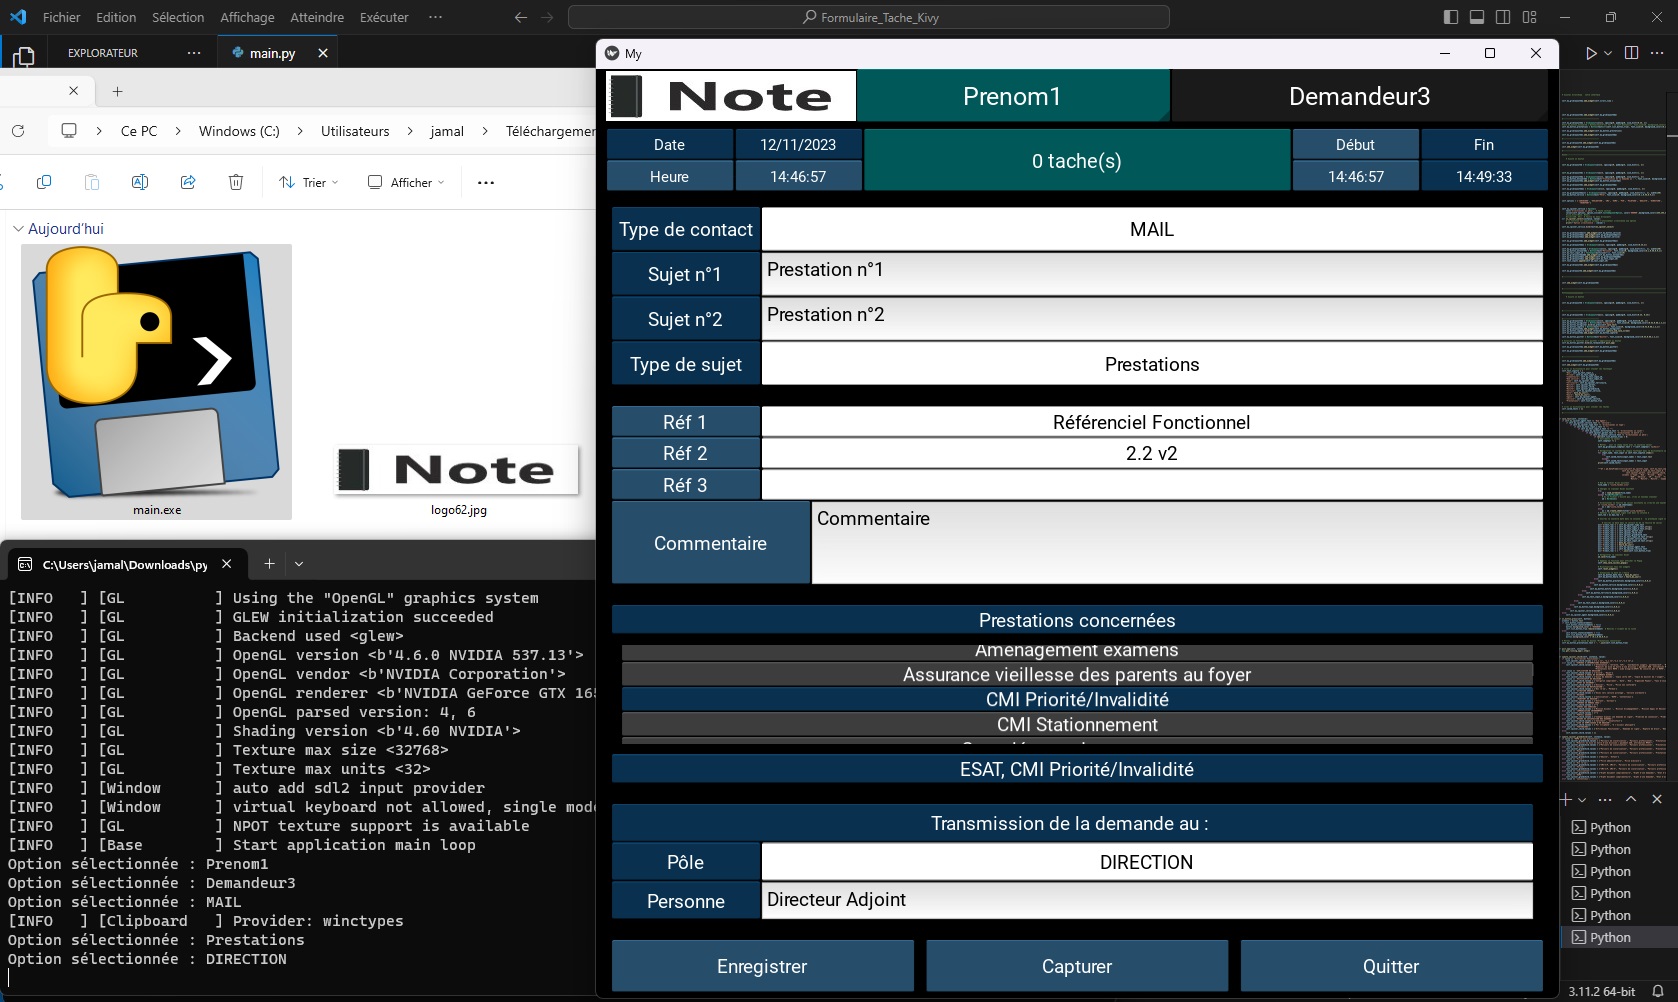 Fichier Edition Sélection Affichage Atteindre Exécuter ···
Formulaire_Tache_Kivy
EXPLORATEUR ···
main.py
Ce PC > Windows (C:) > Utilisateurs > jamal > Téléchargemer
Trier
Afficher
Aujourd'hui
main.exe
logo62.jpg
Note
C:\Users\jamal\Downloads\py
[INFO   ] [GL          ] Using the "OpenGL" graphics system
[INFO   ] [GL          ] GLEW initialization succeeded
[INFO   ] [GL          ] Backend used <glew>
[INFO   ] [GL          ] OpenGL version <b'4.6.0 NVIDIA 537.13'>
[INFO   ] [GL          ] OpenGL vendor <b'NVIDIA Corporation'>
[INFO   ] [GL          ] OpenGL renderer <b'NVIDIA GeForce GTX 165
[INFO   ] [GL          ] OpenGL parsed version: 4, 6
[INFO   ] [GL          ] Shading version <b'4.60 NVIDIA'>
[INFO   ] [GL          ] Texture max size <32768>
[INFO   ] [GL          ] Texture max units <32>
[INFO   ] [Window      ] auto add sdl2 input provider
[INFO   ] [Window      ] virtual keyboard not allowed, single mode
[INFO   ] [GL          ] NPOT texture support is available
[INFO   ] [Base        ] Start application main loop
Option sélectionnée : Prenom1
Option sélectionnée : Demandeur3
Option sélectionnée : MAIL
[INFO   ] [Clipboard   ] Provider: winctypes
Option sélectionnée : Prestations
Option sélectionnée : DIRECTION
My
Note
Prenom1
Demandeur3
Date 12/11/2023
Heure 14:46:57
0 tache(s)
Début Fin
14:46:57 14:49:33
Type de contact MAIL
Sujet n°1 Prestation n°1
Sujet n°2 Prestation n°2
Type de sujet Prestations
Réf 1 Référenciel Fonctionnel
Réf 2 2.2 v2
Réf 3
Commentaire Commentaire
Prestations concernées
Amenagement examens
Assurance vieillesse des parents au foyer
CMI Priorité/Invalidité
CMI Stationnement
ESAT, CMI Priorité/Invalidité
Transmission de la demande au :
Pôle DIRECTION
Personne Directeur Adjoint
Enregistrer Capturer Quitter
Python
Python
Python
Python
Python
Python
3.11.2 64-bit